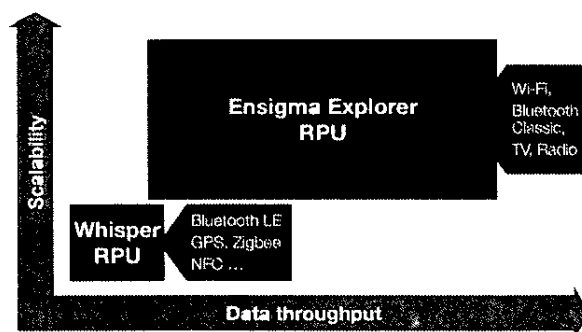 Scalability
Ensigma Explorer
RPU
Wi-Fi,
Bluetooth
Classic,
TV, Radio
Whisper
RPU
Bluetooth LE
GPS, Zigbee
NFC ...
Data throughput